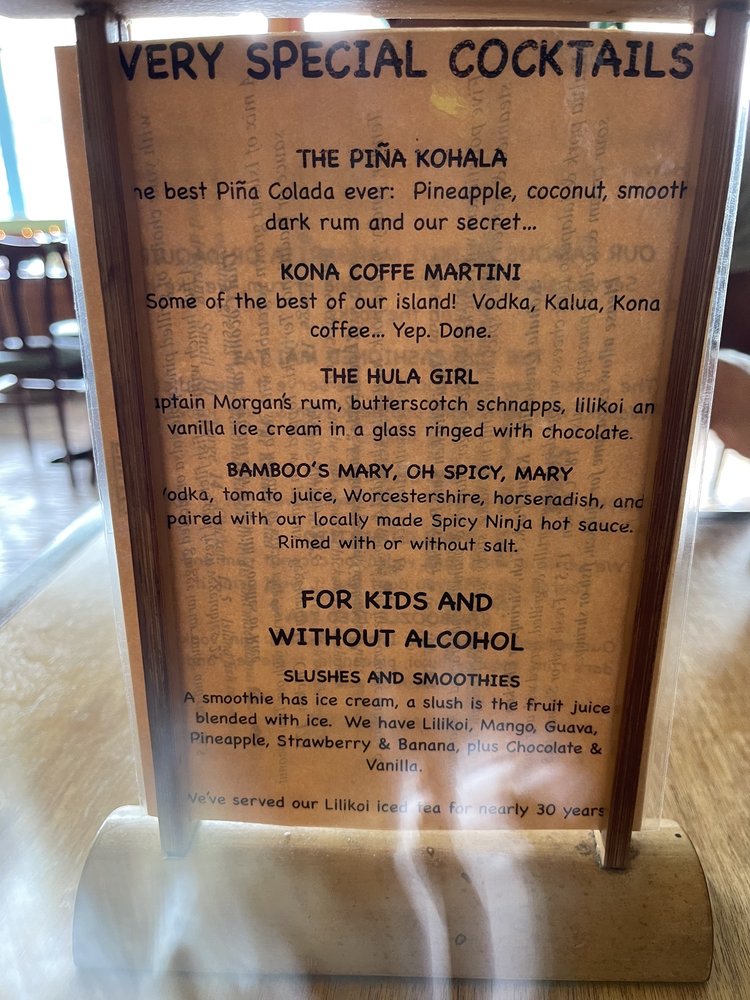 VERY SPECIAL COCKTAILS
THE PIÑA KOHALA
he best Piña Colada ever: Pineapple, coconut, smooth
dark rum and our secret...
KONA COFFE MARTINI
Some of the best of our island! Vodka, Kalua, Kona
coffee... Yep. Done.
THE HULA GIRL
aptain Morgan's rum, butterscotch schnapps, lilikoi an
vanilla ice cream in a glass ringed with chocolate.
BAMBOO'S MARY, OH SPICY, MARY
Vodka, tomato juice, Worcestershire, horseradish, and
paired with our locally made Spicy Ninja hot sauce.
Rimed with or without salt.
FOR KIDS AND
WITHOUT ALCOHOL
SLUSHES AND SMOOTHIES
A smoothie has ice cream, a slush is the fruit juice
blended with ice. We have Lilikoi, Mango, Guava,
Pineapple, Strawberry & Banana, plus Chocolate &
Vanilla.
We've served our Lilikoi iced tea for nearly 30 years